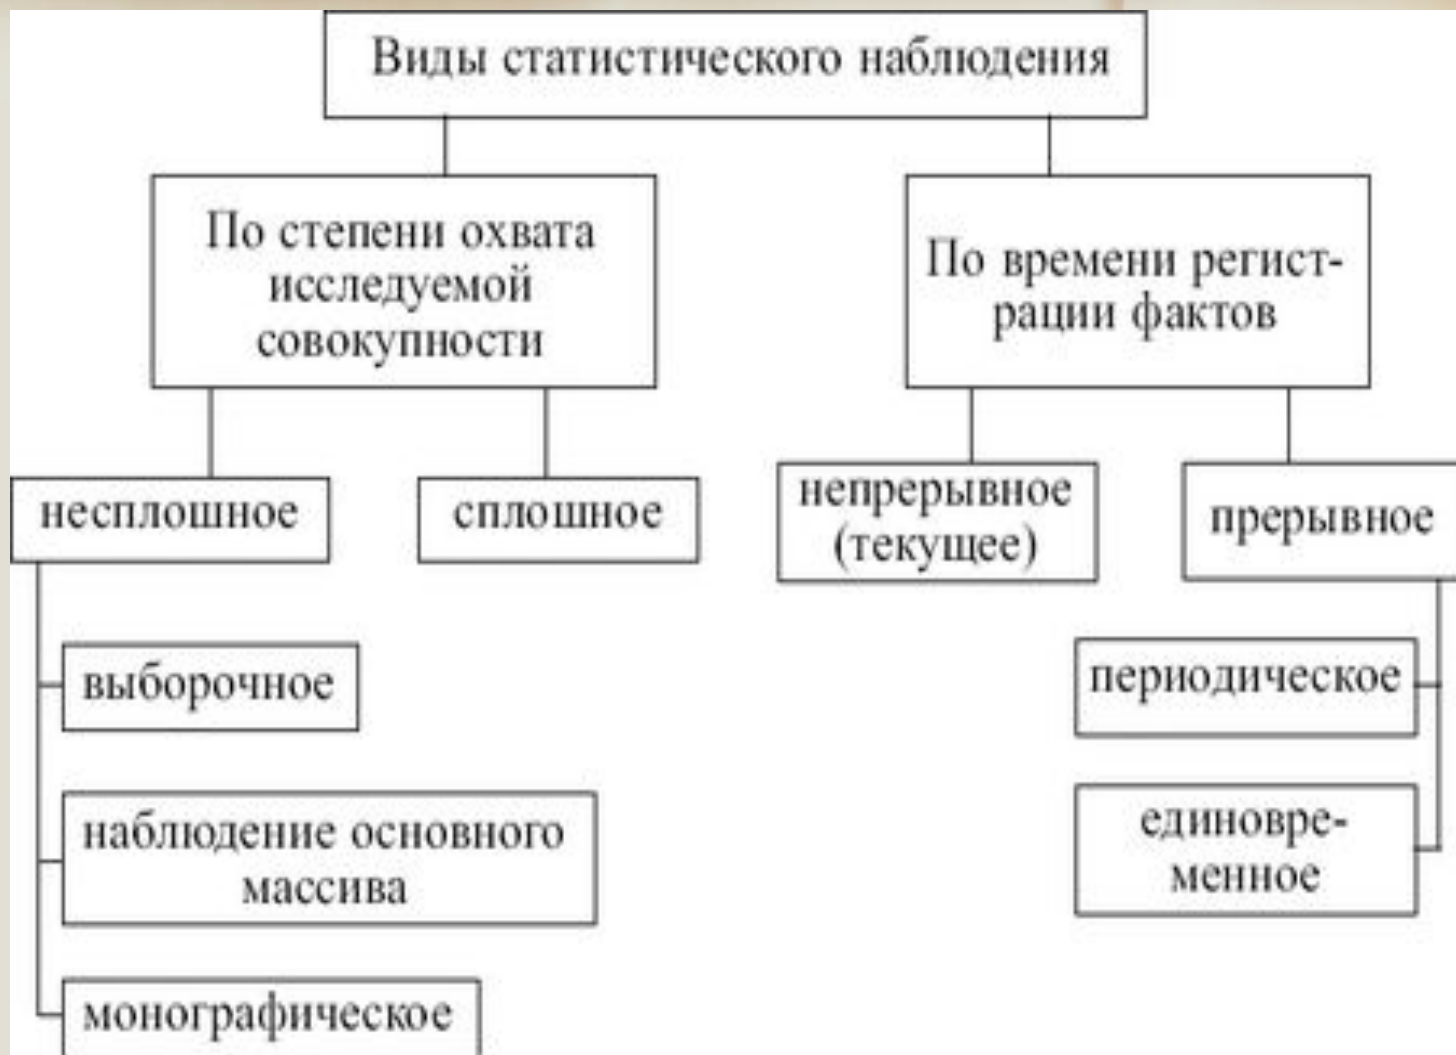 Виды статистического наблюдения
По степени охвата
исследуемой
совокупности
По времени регист-
рации фактов
несплошное
сплошное
непрерывное
(текущее)
прерывное
выборочное
наблюдение основного
массива
монографическое
периодическое
единовре-
менное